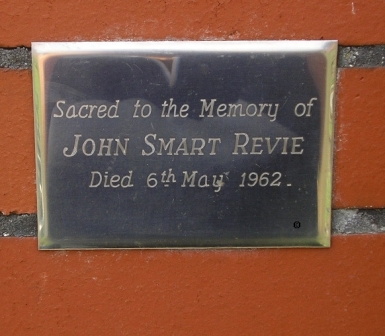 Sacred to the Memory of
JOHN SMART REVIE
Died 6th May 1962.